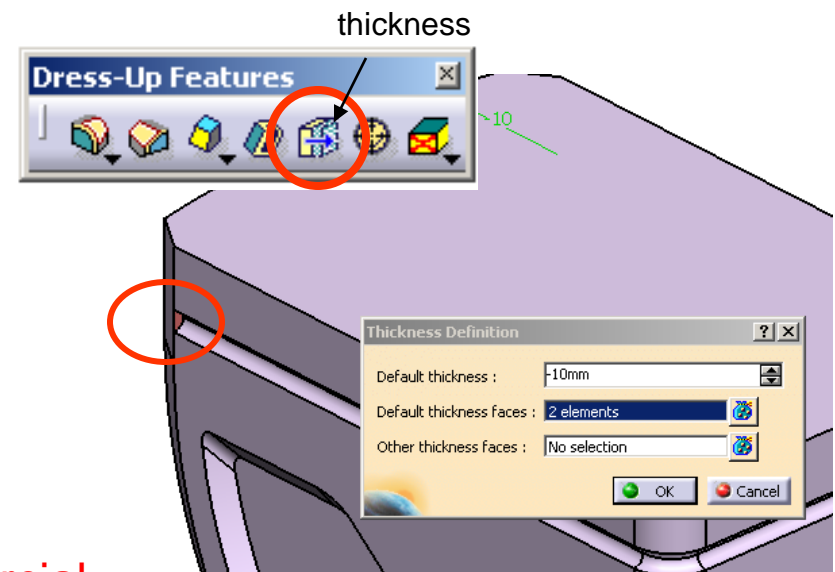 thickness
Dress-Up Features
10
Thickness Definition
Default thickness : -10mm
Default thickness faces : 2 elements
Other thickness faces : No selection
OK Cancel